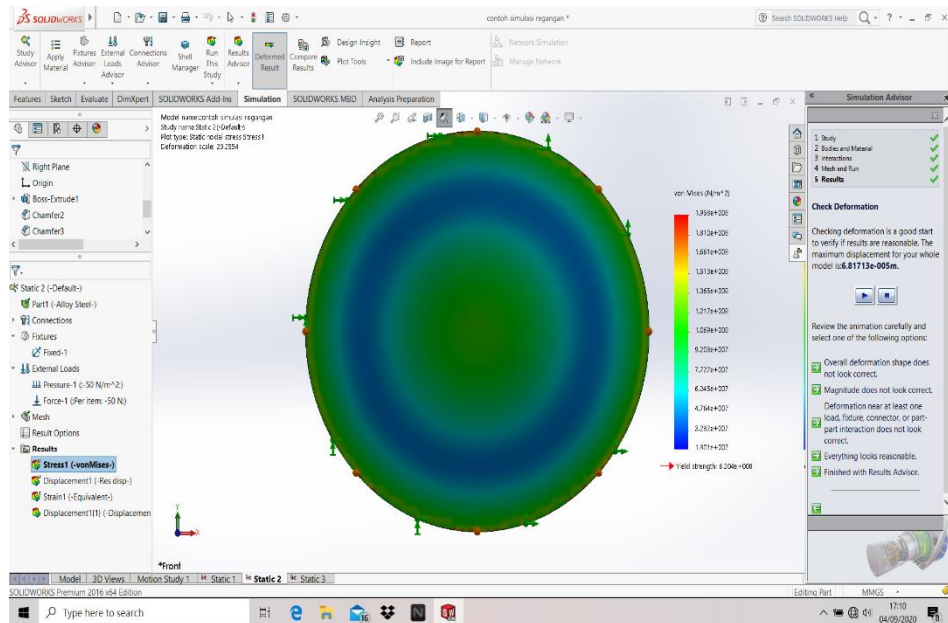 SOLIDWORKS
contoh simulasi regangan *
Search SOLIDWORKS Help
Study Advisor
Apply Material
Fixtures Advisor
External Loads Advisor
Connections Advisor
Shell Manager
Run This Study
Results Advisor
Deformed Result
Compare Results
Design Insight
Plot Tools
Report
Include Image for Report
Network Simulation
Manage Network
Features Sketch Evaluate DimXpert SOLIDWORKS Add-Ins Simulation SOLIDWORKS MBD Analysis Preparation
Right Plane
Origin
Boss-Extrude1
Chamfer2
Chamfer3
Static 2 (-Default-)
Part1 (-Alloy Steel-)
Connections
Fixtures
Fixed-1
External Loads
Pressure-1 (:-50 N/m^2:)
Force-1 (:Per item: -50 N:)
Mesh
Result Options
Results
Stress1 (-vonMises-)
Displacement1 (-Res disp-)
Strain1 (-Equivalent-)
Displacement1(1) (-Displacemen
Model name:contoh simulasi regangan
Study name:Static 2(-Default-)
Plot type: Static nodal stress Stress1
Deformation scale: 23.2554
von Mises (N/m^2)
1.958e+008
1.810e+008
1.661e+008
1.513e+008
1.365e+008
1.217e+008
1.069e+008
9.203e+007
7.727e+007
6.245e+007
4.764e+007
3.282e+007
1.801e+007
Yield strength: 6.204e+008
Y
X
*Front
Simulation Advisor
1 Study
2 Bodies and Material
3 Interactions
4 Mesh and Run
5 Results
Check Deformation
Checking deformation is a good start
to verify if results are reasonable. The
maximum displacement for your whole
model is:6.81713e-005m.
Review the animation carefully and
select one of the following options:
Overall deformation shape does
not look correct.
Magnitude does not look correct.
Deformation near at least one
load, fixture, connector, or part-
part interaction does not look
correct.
Everything looks reasonable.
Finished with Results Advisor.
Model 3D Views Motion Study 1 Static 1 Static 2 Static 3
SOLIDWORKS Premium 2016 x64 Edition
Editing Part
MMGS
Type here to search
16
17:10
04/09/2020